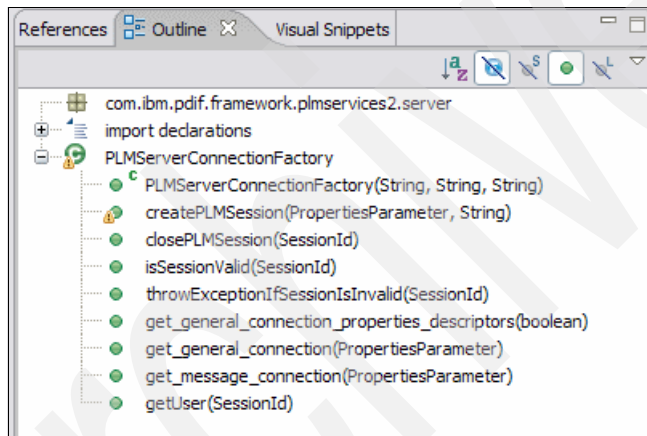 References Outline Visual Snippets
com.ibm.pdif.framework.plmservices2.server
import declarations
PLMServerConnectionFactory
PLMServerConnectionFactory(String, String, String)
createPLMSession(PropertiesParameter, String)
closePLMSession(SessionId)
isSessionValid(SessionId)
throwExceptionIfSessionIsInvalid(SessionId)
get_general_connection_properties_descriptors(boolean)
get_general_connection(PropertiesParameter)
get_message_connection(PropertiesParameter)
getUser(SessionId)